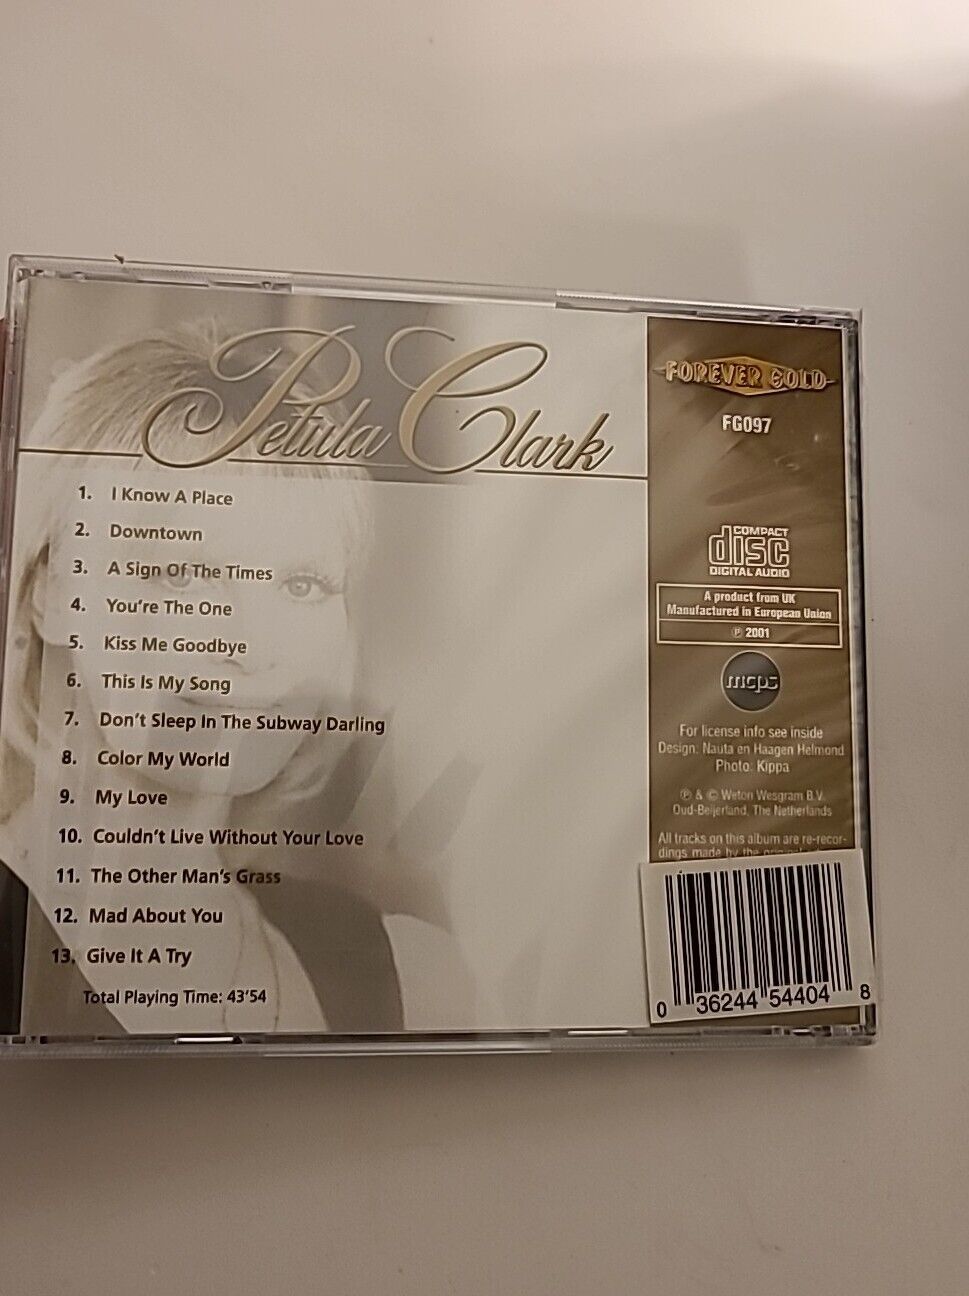 Petula Clark
1. I Know A Place
2. Downtown
3. A Sign Of The Times
4. You're The One
5. Kiss Me Goodbye
6. This Is My Song
7. Don't Sleep In The Subway Darling
8. Color My World
9. My Love
10. Couldn't Live Without Your Love
11. The Other Man's Grass
12. Mad About You
13. Give It A Try
Total Playing Time: 43'54
FOREVER GOLD
FG097
COMPACT
disc
DIGITAL AUDIO
A product from UK
Manufactured in European Union
℗ 2001
mcps
For license info see inside
Design: Nauta en Haagen Helmond
Photo: Kippa
℗ & © Weton Wesgram B.V.
Oud-Beijerland, The Netherlands
All tracks on this album are re-recor-
dings made by the
0 36244 54404 8